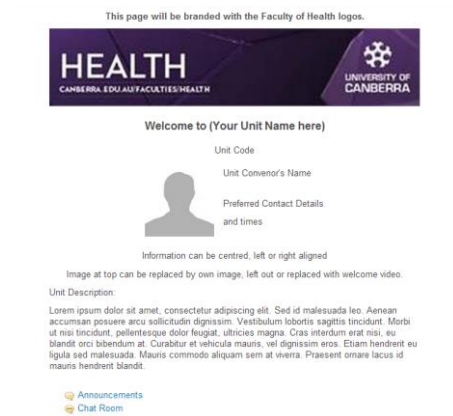 This page will be branded with the Faculty of Health logos.
HEALTH
CANBERRA.EDU.AU/FACULTIES/HEALTH
UNIVERSITY OF
CANBERRA
Welcome to (Your Unit Name here)
Unit Code
Unit Convenor's Name
Preferred Contact Details
and times
Information can be centred, left or right aligned
Image at top can be replaced by own image, left out or replaced with welcome video.
Unit Description:
Lorem ipsum dolor sit amet, consectetur adipiscing elit. Sed id malesuada leo. Aenean
accumsan posuere arcu sollicitudin dignissim. Vestibulum lobortis sagittis tincidunt. Morbi
ut nisi tincidunt, pellentesque dolor feugiat, ultricies magna. Cras interdum erat nisi, eu
blandit orci bibendum at. Curabitur et vehicula mauris, vel dignissim eros. Etiam hendrerit eu
ligula sed malesuada. Mauris commodo aliquam sem at viverra. Praesent ornare lacus id
mauris hendrerit blandit.
Announcements
Chat Room